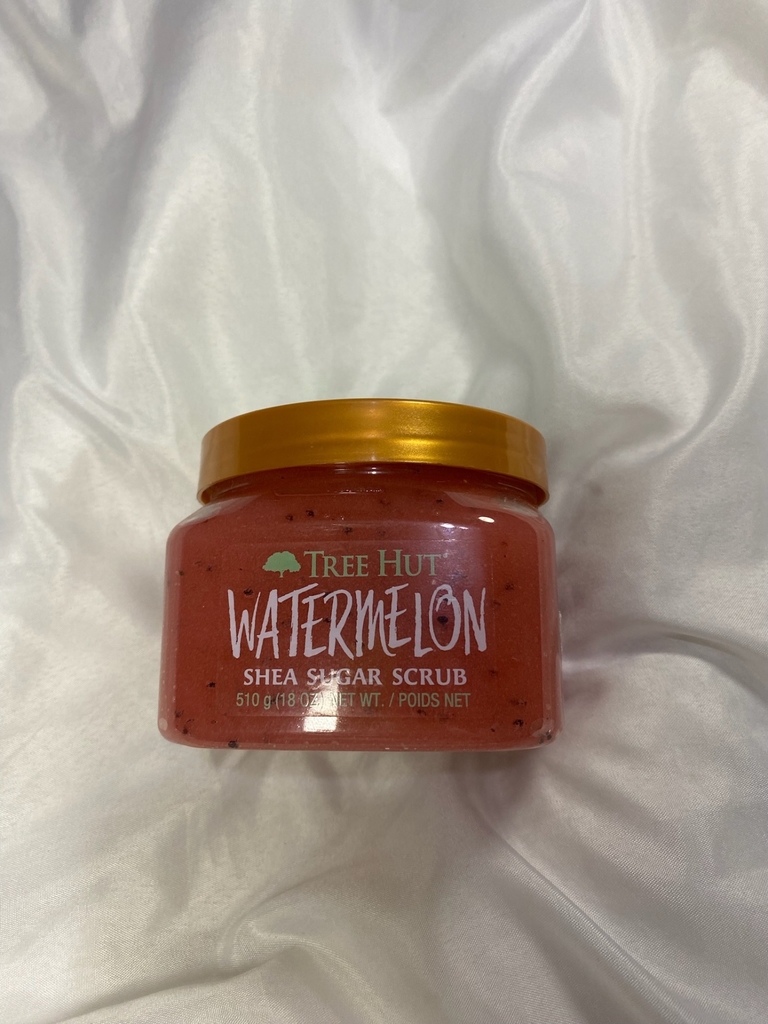 TREE HUT
WATERMELON
SHEA SUGAR SCRUB
510 g (18 OZ) NET WT. / POIDS NET